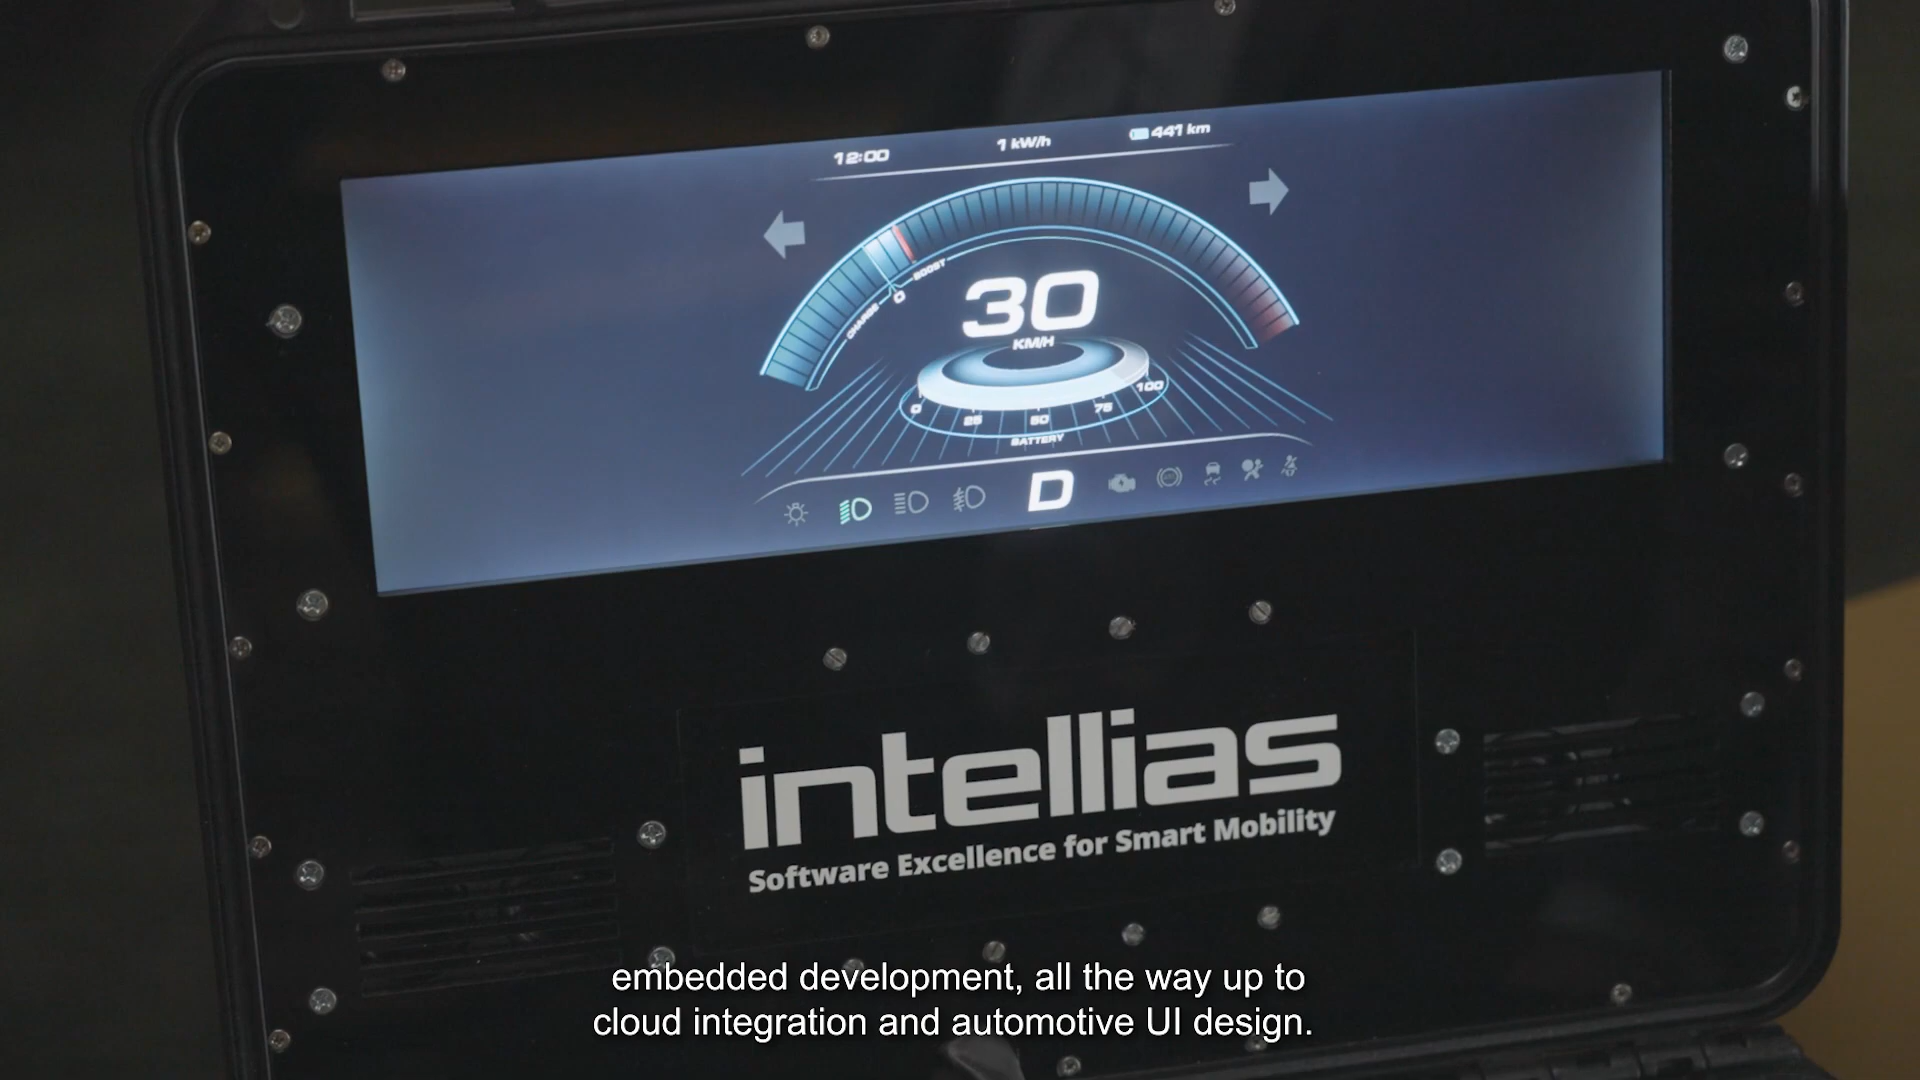 12:00
1 kW/h
441 km
BOOST
0
CHARGE
30
KM/H
0
25
50
75
100
BATTERY
D
intellias
Software Excellence for Smart Mobility
embedded development, all the way up to
cloud integration and automotive UI design.